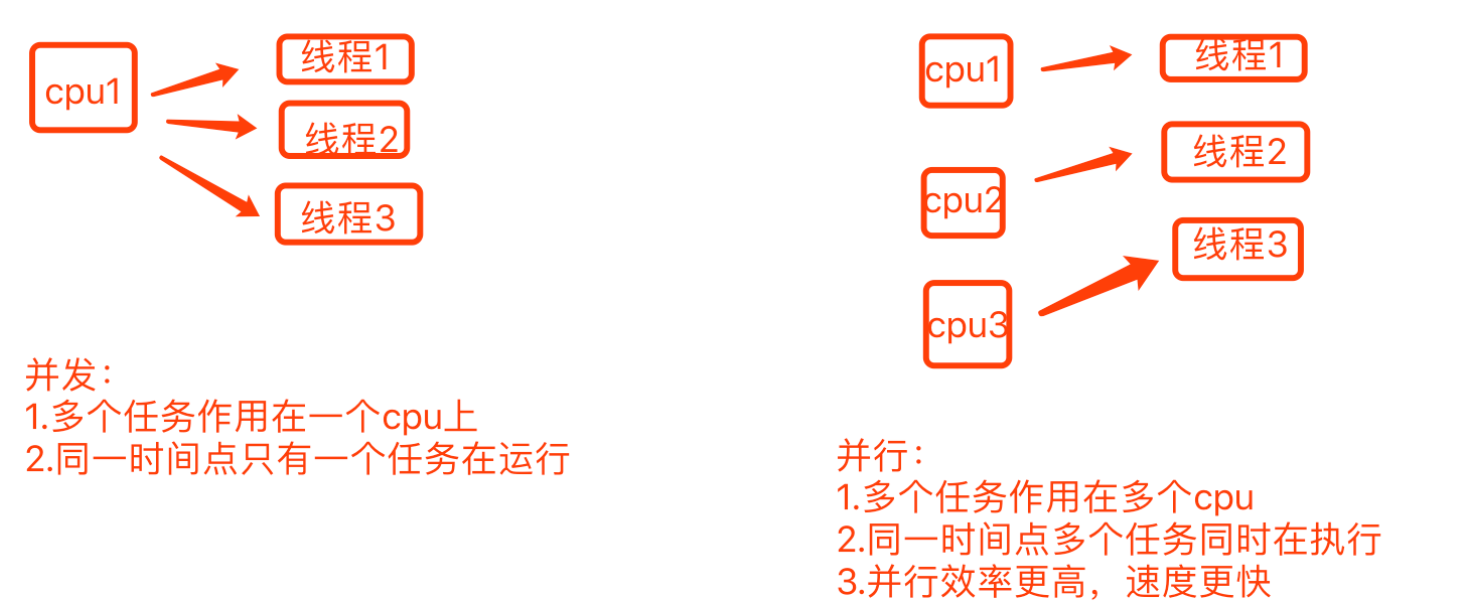 cpu1
线程1
线程2
线程3
并发：
1.多个任务作用在一个cpu上
2.同一时间点只有一个任务在运行
cpu1
线程1
cpu2
线程2
cpu3
线程3
并行：
1.多个任务作用在多个cpu
2.同一时间点多个任务同时在执行
3.并行效率更高，速度更快